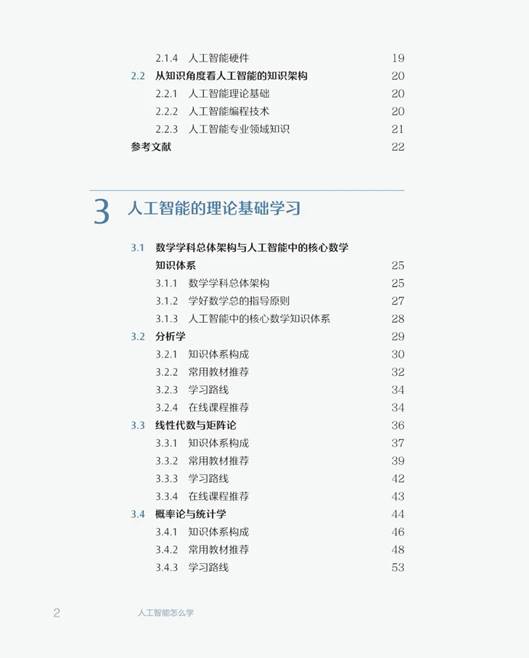 2.1.4 人工智能硬件 19
2.2 从知识角度看人工智能的知识架构 20
2.2.1 人工智能理论基础 20
2.2.2 人工智能编程技术 20
2.2.3 人工智能专业领域知识 21
参考文献 22
3 人工智能的理论基础学习
3.1 数学学科总体架构与人工智能中的核心数学
知识体系 25
3.1.1 数学学科总体架构 25
3.1.2 学好数学总的指导原则 27
3.1.3 人工智能中的核心数学知识体系 28
3.2 分析学 29
3.2.1 知识体系构成 30
3.2.2 常用教材推荐 32
3.2.3 学习路线 34
3.2.4 在线课程推荐 34
3.3 线性代数与矩阵论 36
3.3.1 知识体系构成 37
3.3.2 常用教材推荐 39
3.3.3 学习路线 42
3.3.4 在线课程推荐 43
3.4 概率论与统计学 44
3.4.1 知识体系构成 46
3.4.2 常用教材推荐 48
3.4.3 学习路线 53
2 人工智能怎么学